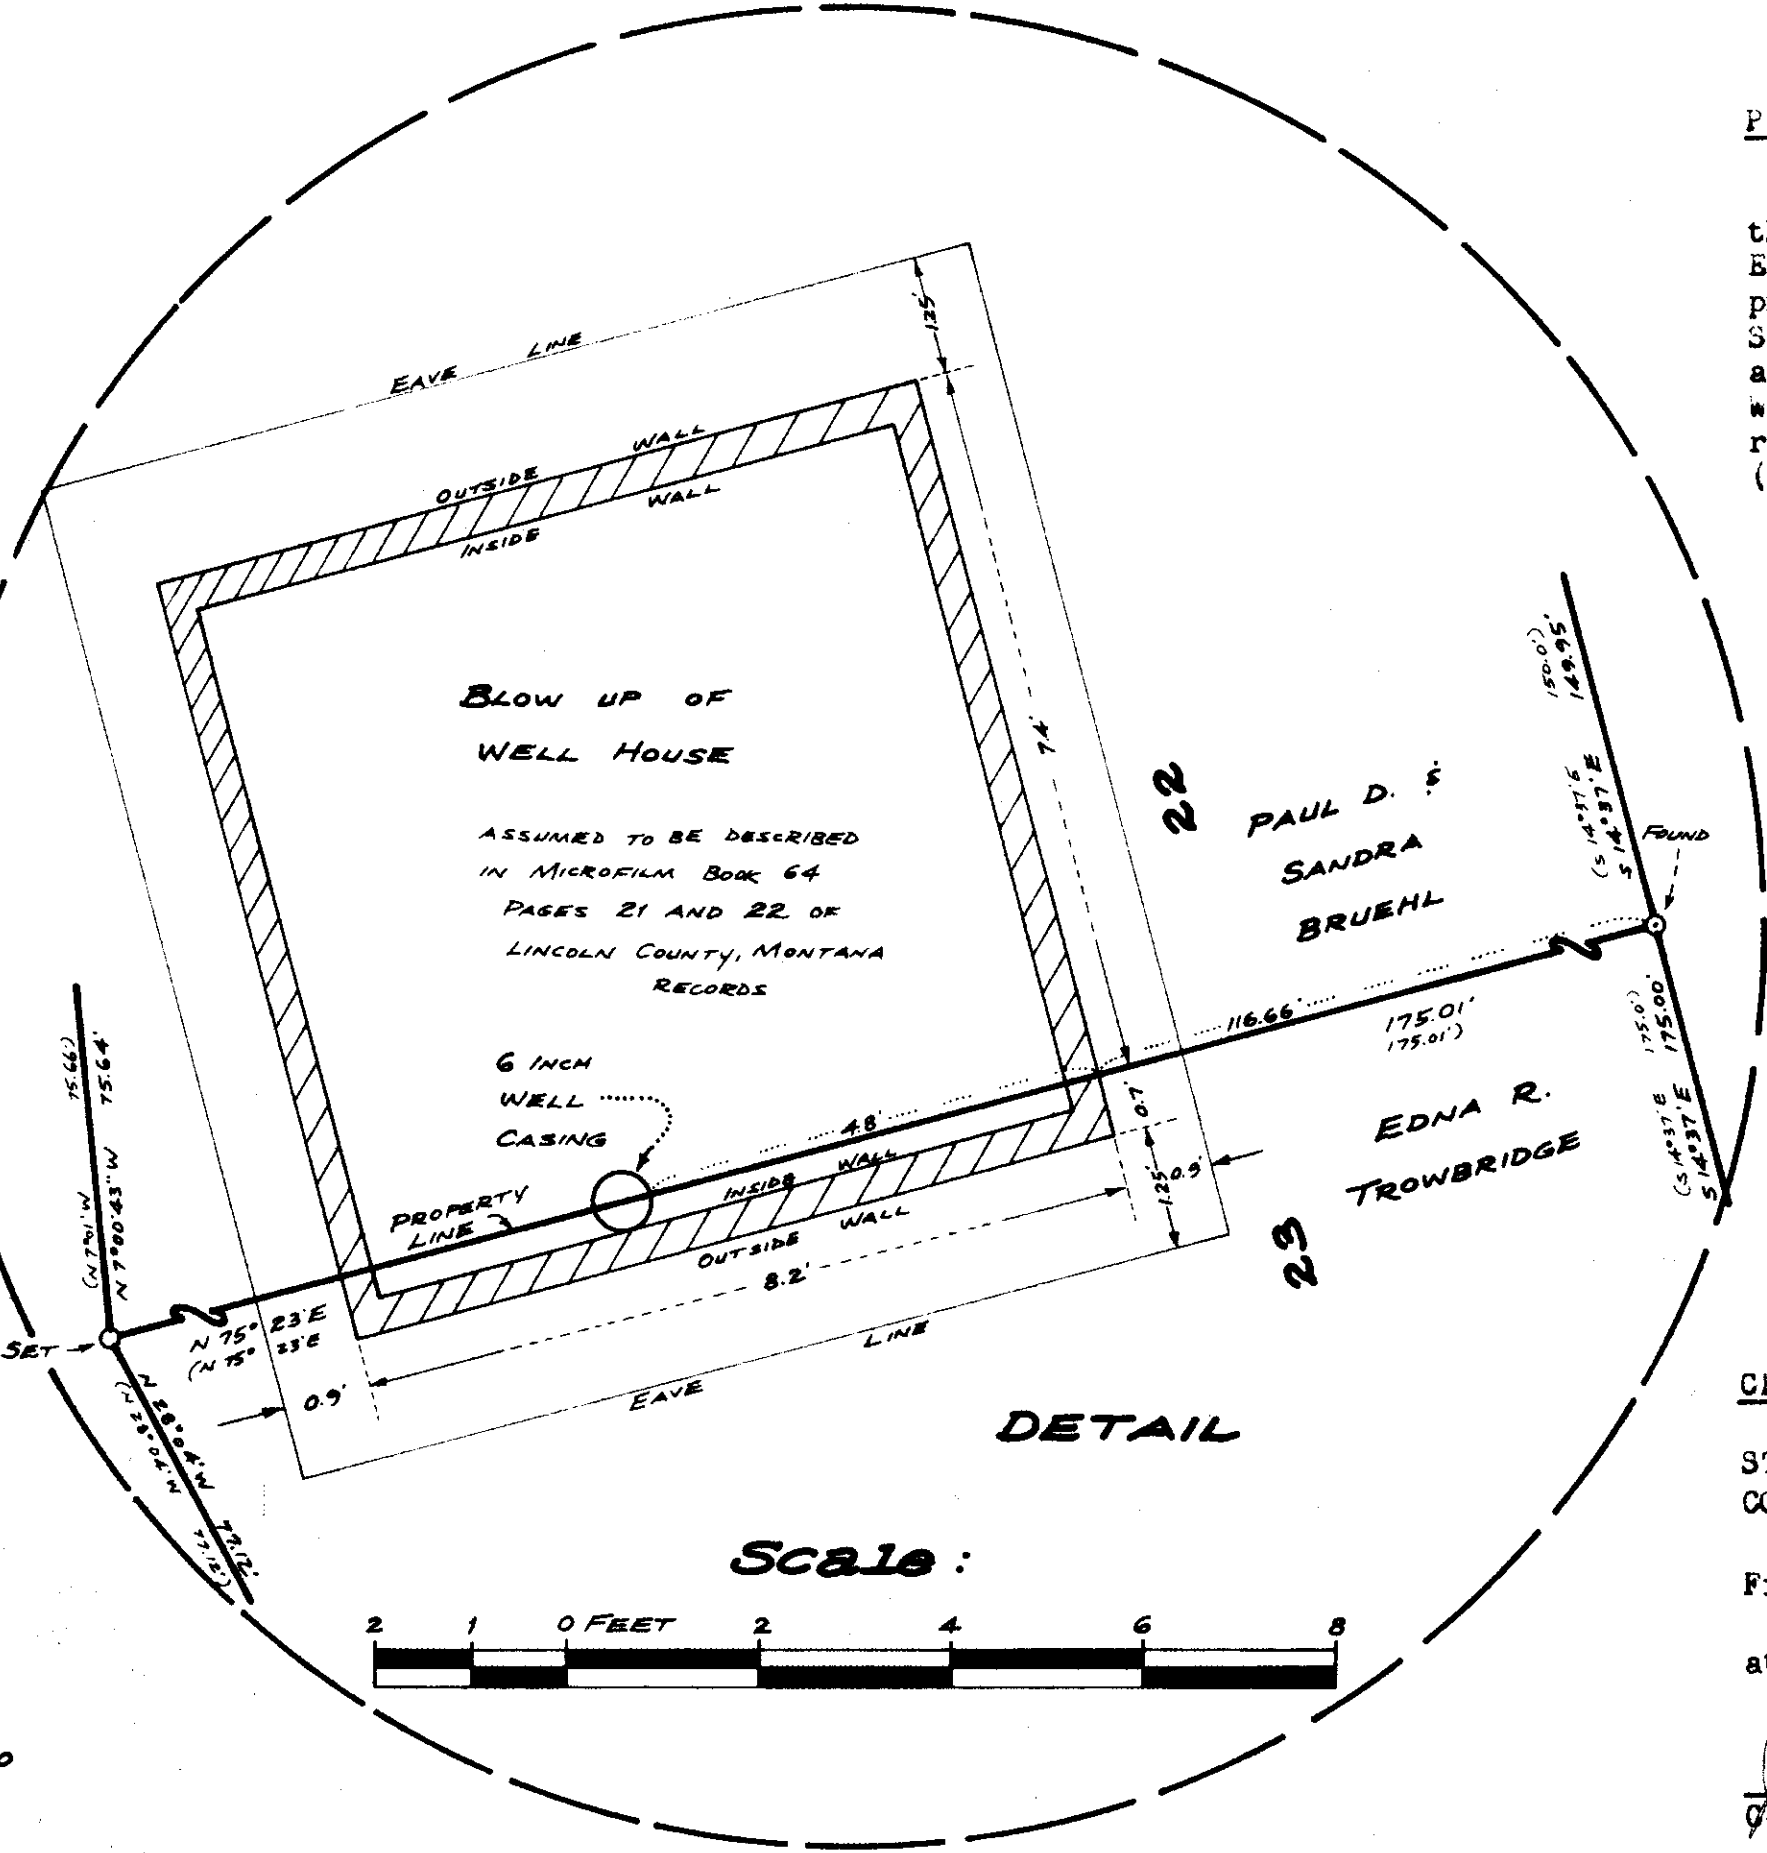 EAVE LINE
1.25'
OUTSIDE WALL
INSIDE WALL
BLOW UP OF
WELL HOUSE
ASSUMED TO BE DESCRIBED
IN MICROFILM BOOK 64
PAGES 21 AND 22 OF
LINCOLN COUNTY, MONTANA
RECORDS
7.4'
22
PAUL D. &
SANDRA
BRUEHL
150.0')
149.95'
(S 14°37'E
S 14°37'E
FOUND
6 INCH
WELL
CASING
4.8'
116.66'
175.01'
175.01')
175.0')
175.00'
(S 14°37'E
S 14°37'E
EDNA R.
TROWBRIDGE
23
0.7'
1.25'
0.9'
INSIDE WALL
OUTSIDE WALL
8.2'
PROPERTY
LINE
75.66')
75.64'
(N 7°01'W
N 7°00'43"W
SET
N 75° 23'E
(N 75° 23'E
0.9'
EAVE LINE
N 28°04'W 77.12'
(N 28°04'W 77.12')
DETAIL
Scale :
2 1 0 FEET 2 4 6 8
P
E
p
S
a
r
(
ST
CO